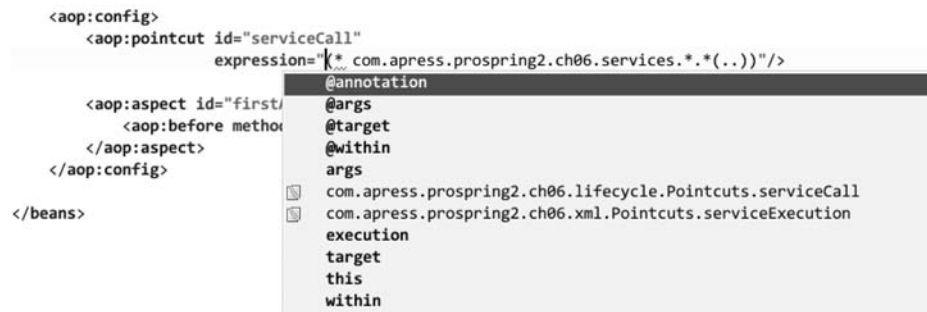 <aop:config>
<aop:pointcut id="serviceCall"
expression="(* com.apress.prospring2.ch06.services.*.*(..))"/>
@annotation
<aop:aspect id="first
@args
@target
<aop:before metho
@within
</aop:aspect>
args
</aop:config>
com.apress.prospring2.ch06.lifecycle.Pointcuts.serviceCall
</beans>
com.apress.prospring2.ch06.xml.Pointcuts.serviceExecution
execution
target
this
within